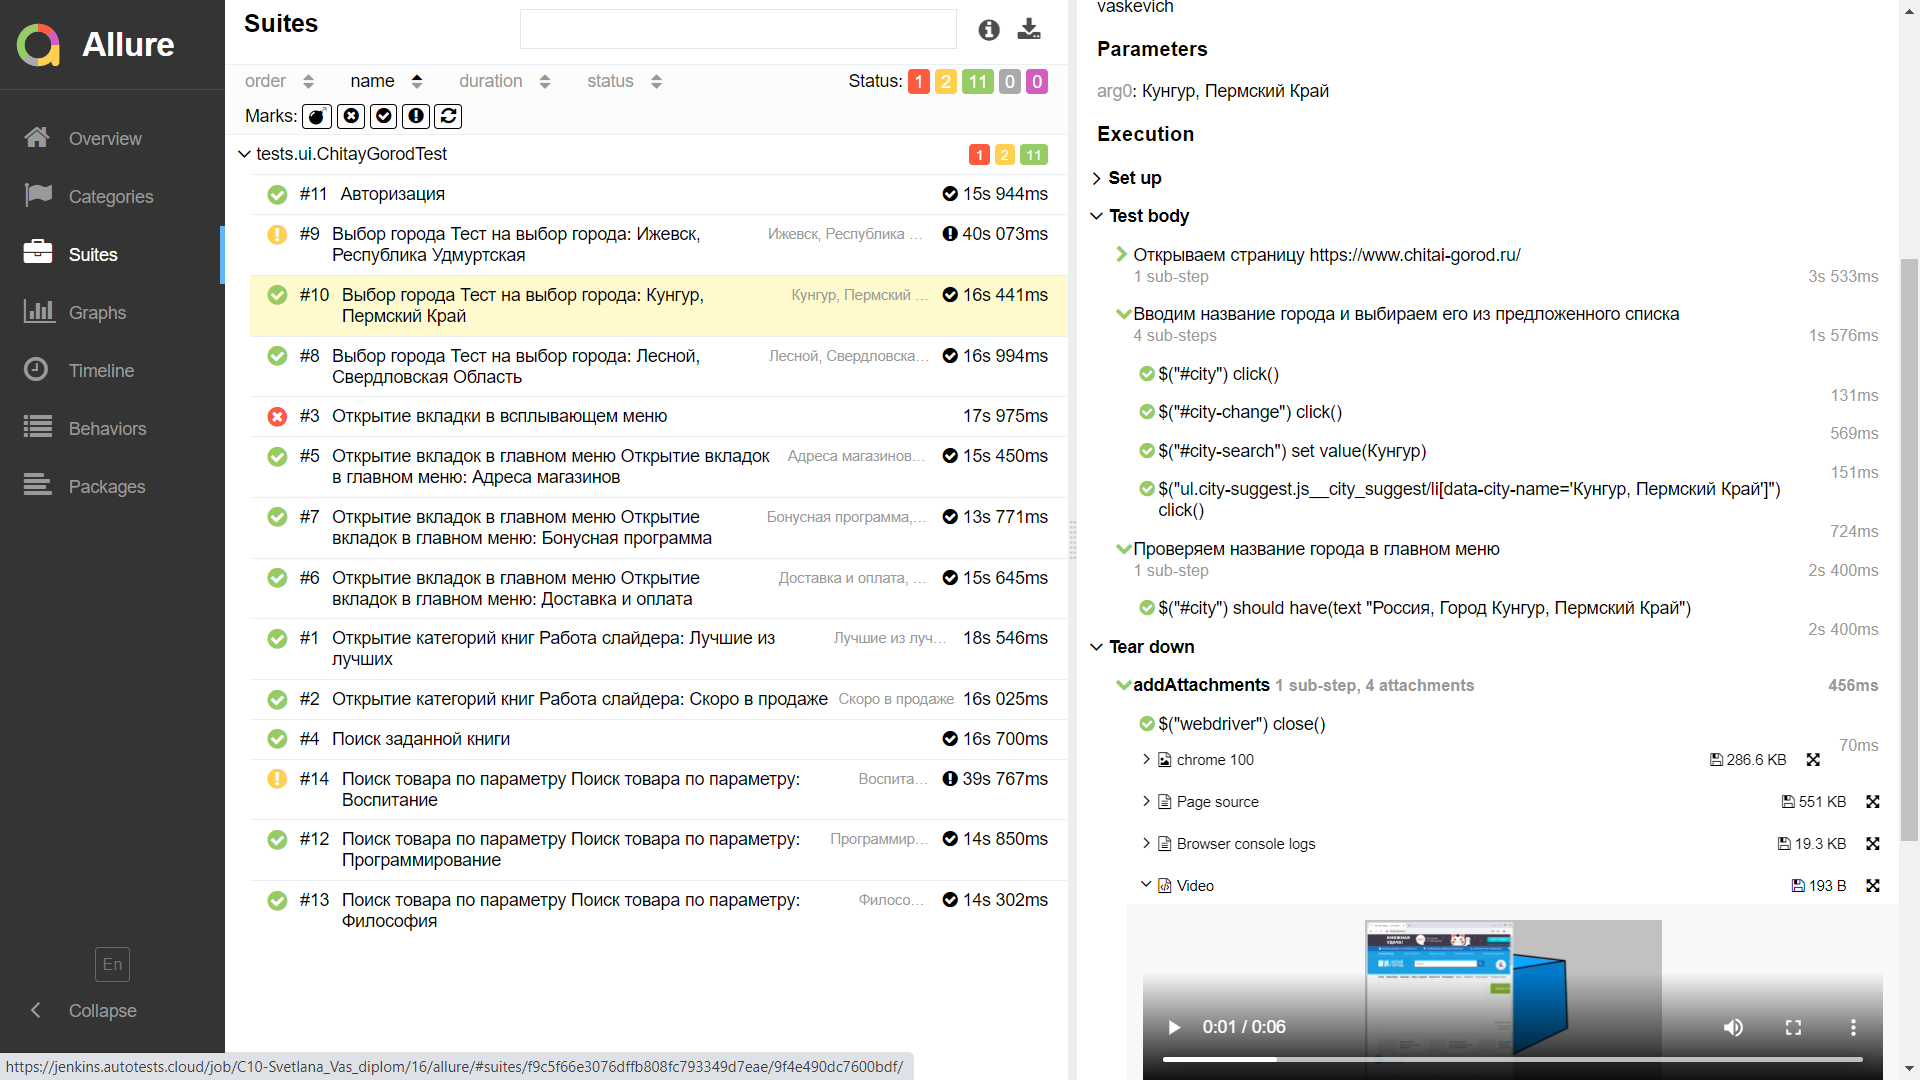 Allure
Overview
Categories
Suites
Graphs
Timeline
Behaviors
Packages
En
Collapse
Suites
order name duration status Status: 1 2 11 0 0
Marks:
tests.ui.ChitayGorodTest 1 2 11
#11 Авторизация 15s 944ms
#9 Выбор города Тест на выбор города: Ижевск, Ижевск, Республика ... 40s 073ms
Республика Удмуртская
#10 Выбор города Тест на выбор города: Кунгур, Кунгур, Пермский ... 16s 441ms
Пермский Край
#8 Выбор города Тест на выбор города: Лесной, Лесной, Свердловска... 16s 994ms
Свердловская Область
#3 Открытие вкладки в всплывающем меню 17s 975ms
#5 Открытие вкладок в главном меню Открытие вкладок Адреса магазинов... 15s 450ms
в главном меню: Адреса магазинов
#7 Открытие вкладок в главном меню Открытие Бонусная программа,... 13s 771ms
вкладок в главном меню: Бонусная программа
#6 Открытие вкладок в главном меню Открытие Доставка и оплата, ... 15s 645ms
вкладок в главном меню: Доставка и оплата
#1 Открытие категорий книг Работа слайдера: Лучшие из Лучшие из луч... 18s 546ms
лучших
#2 Открытие категорий книг Работа слайдера: Скоро в продаже Скоро в продаже 16s 025ms
#4 Поиск заданной книги 16s 700ms
#14 Поиск товара по параметру Поиск товара по параметру: Воспита... 39s 767ms
Воспитание
#12 Поиск товара по параметру Поиск товара по параметру: Программир... 14s 850ms
Программирование
#13 Поиск товара по параметру Поиск товара по параметру: Филосо... 14s 302ms
Философия
vaskevich
Parameters
arg0: Кунгур, Пермский Край
Execution
Set up
Test body
Открываем страницу https://www.chitai-gorod.ru/
1 sub-step 3s 533ms
Вводим название города и выбираем его из предложенного списка
4 sub-steps 1s 576ms
$("#city") click()
131ms
$("#city-change") click()
569ms
$("#city-search") set value(Кунгур)
151ms
$("ul.city-suggest.js__city_suggest/li[data-city-name='Кунгур, Пермский Край']")
click()
724ms
Проверяем название города в главном меню
1 sub-step 2s 400ms
$("#city") should have(text "Россия, Город Кунгур, Пермский Край")
2s 400ms
Tear down
addAttachments 1 sub-step, 4 attachments 456ms
$("webdriver") close()
70ms
chrome 100 286.6 KB
Page source 551 KB
Browser console logs 19.3 KB
Video 193 B
0:01 / 0:06
https://jenkins.autotests.cloud/job/C10-Svetlana_Vas_diplom/16/allure/#suites/f9c5f66e3076dffb808fc793349d7eae/9f4e490dc7600bdf/